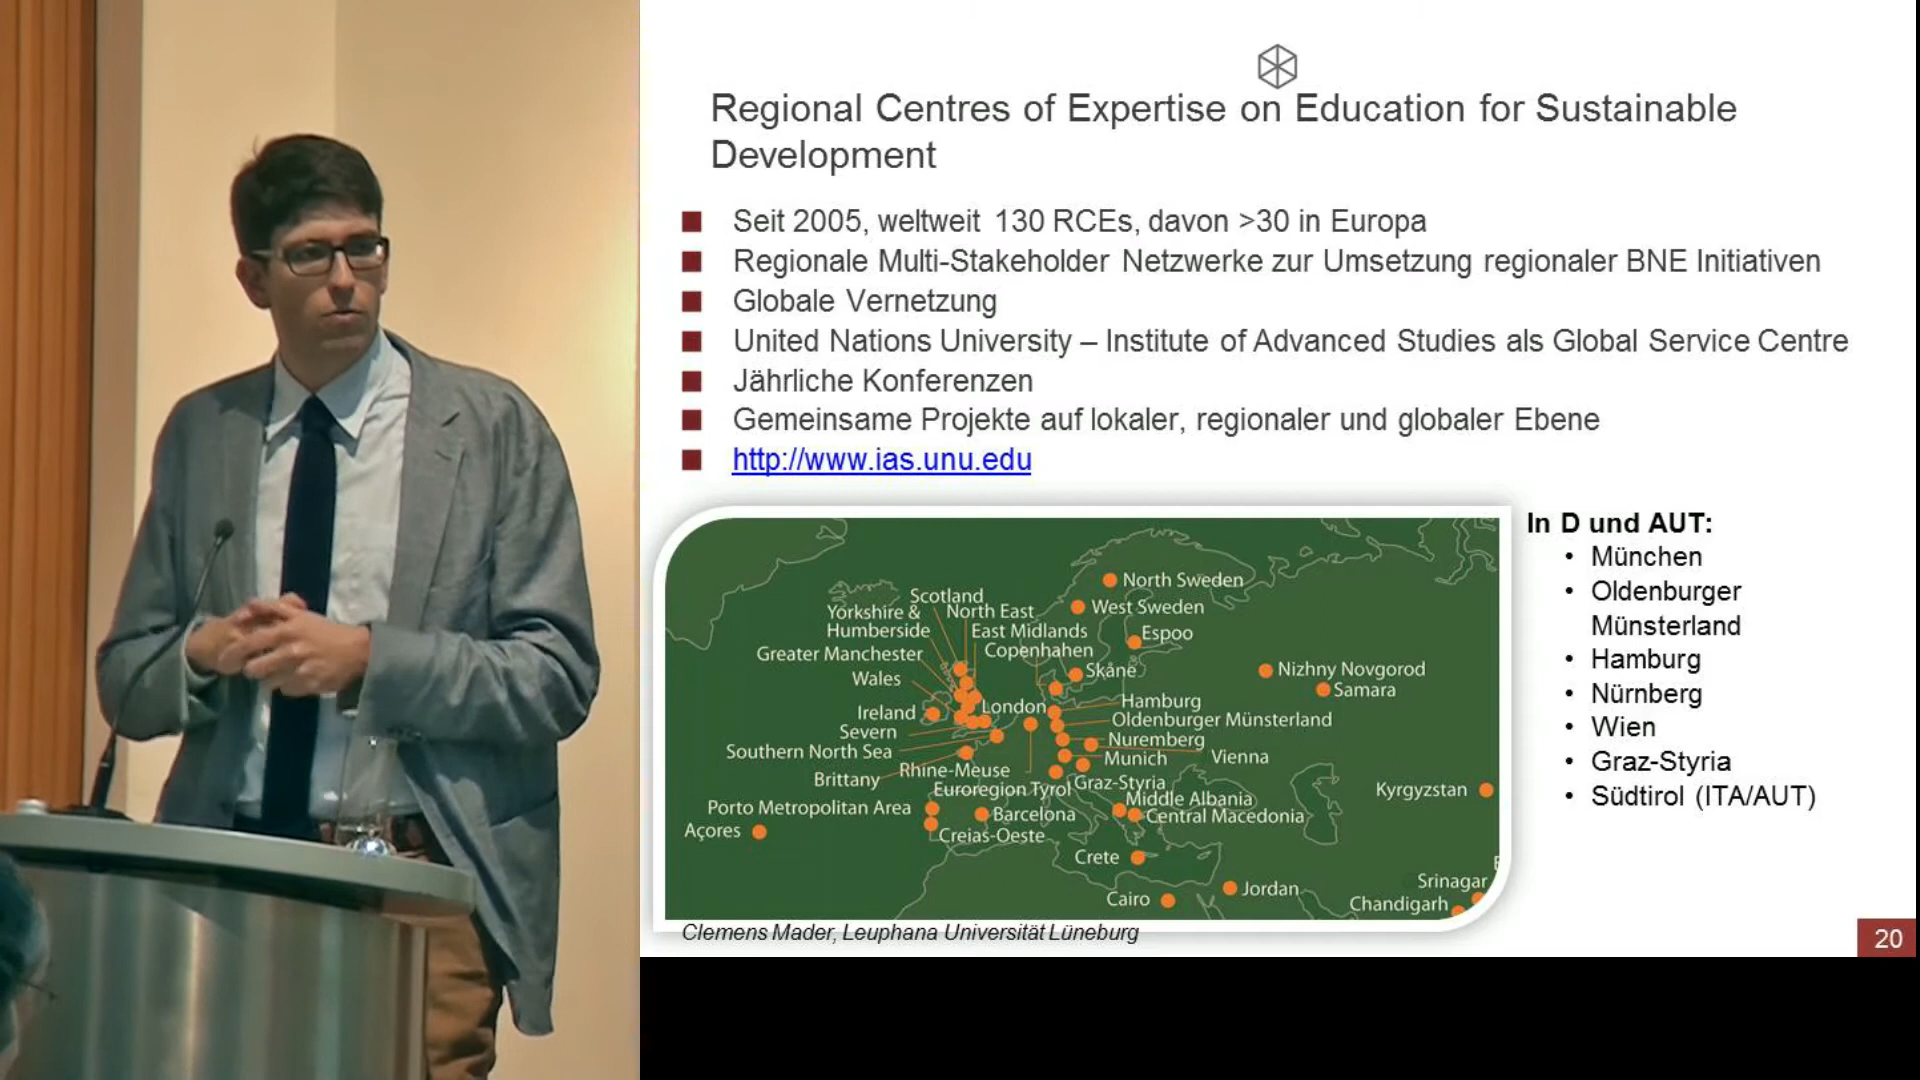 Regional Centres of Expertise on Education for Sustainable
Development
Seit 2005, weltweit 130 RCEs, davon >30 in Europa
Regionale Multi-Stakeholder Netzwerke zur Umsetzung regionaler BNE Initiativen
Globale Vernetzung
United Nations University – Institute of Advanced Studies als Global Service Centre
Jährliche Konferenzen
Gemeinsame Projekte auf lokaler, regionaler und globaler Ebene
http://www.ias.unu.edu
In D und AUT:
• München
• Oldenburger
Münsterland
• Hamburg
• Nürnberg
• Wien
• Graz-Styria
• Südtirol (ITA/AUT)
North Sweden
Scotland
West Sweden
Yorkshire &
Humberside
North East
East Midlands
Espoo
Copenhahen
Greater Manchester
Skåne
Nizhny Novgorod
Wales
Samara
Hamburg
London
Ireland
Oldenburger Münsterland
Severn
Nuremberg
Southern North Sea
Munich
Vienna
Rhine-Meuse
Brittany
Graz-Styria
Euroregion Tyrol
Kyrgyzstan
Middle Albania
Porto Metropolitan Area
Barcelona
Central Macedonia
Açores
Creias-Oeste
Crete
Srinagar
Jordan
Cairo
Chandigarh
Clemens Mader, Leuphana Universität Lüneburg
20